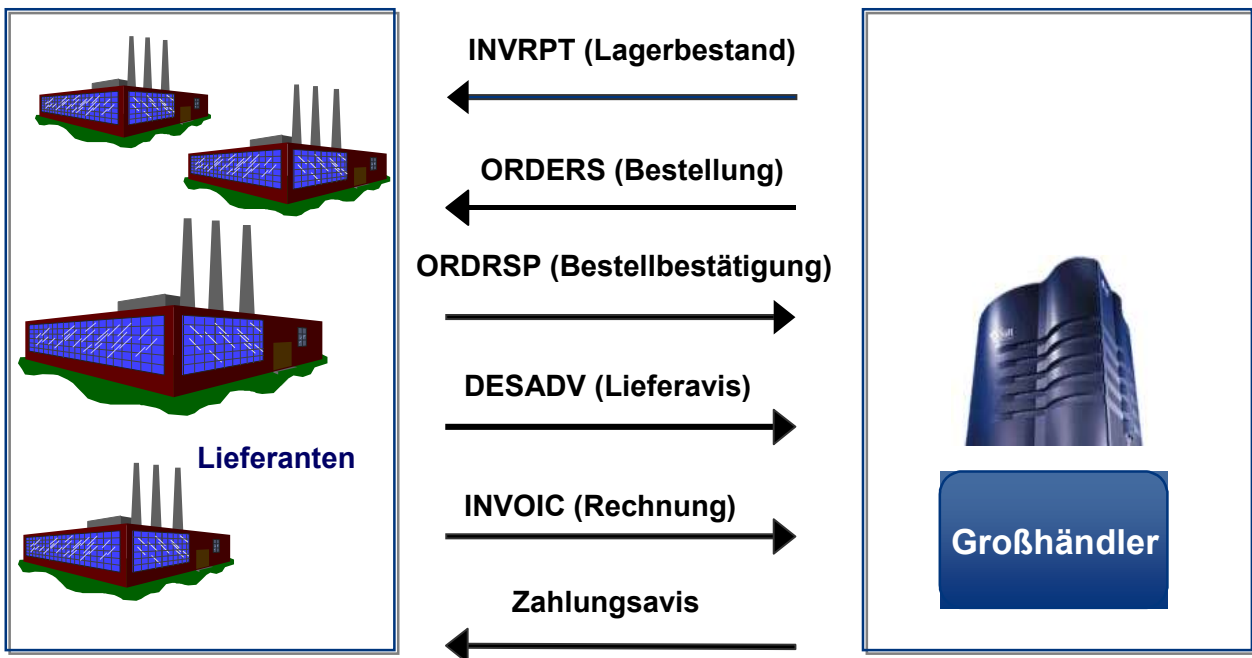 INVRPT (Lagerbestand)
ORDERS (Bestellung)
ORDRSP (Bestellbestätigung)
DESADV (Lieferavis)
Lieferanten
INVOIC (Rechnung)
Großhändler
Zahlungsavis